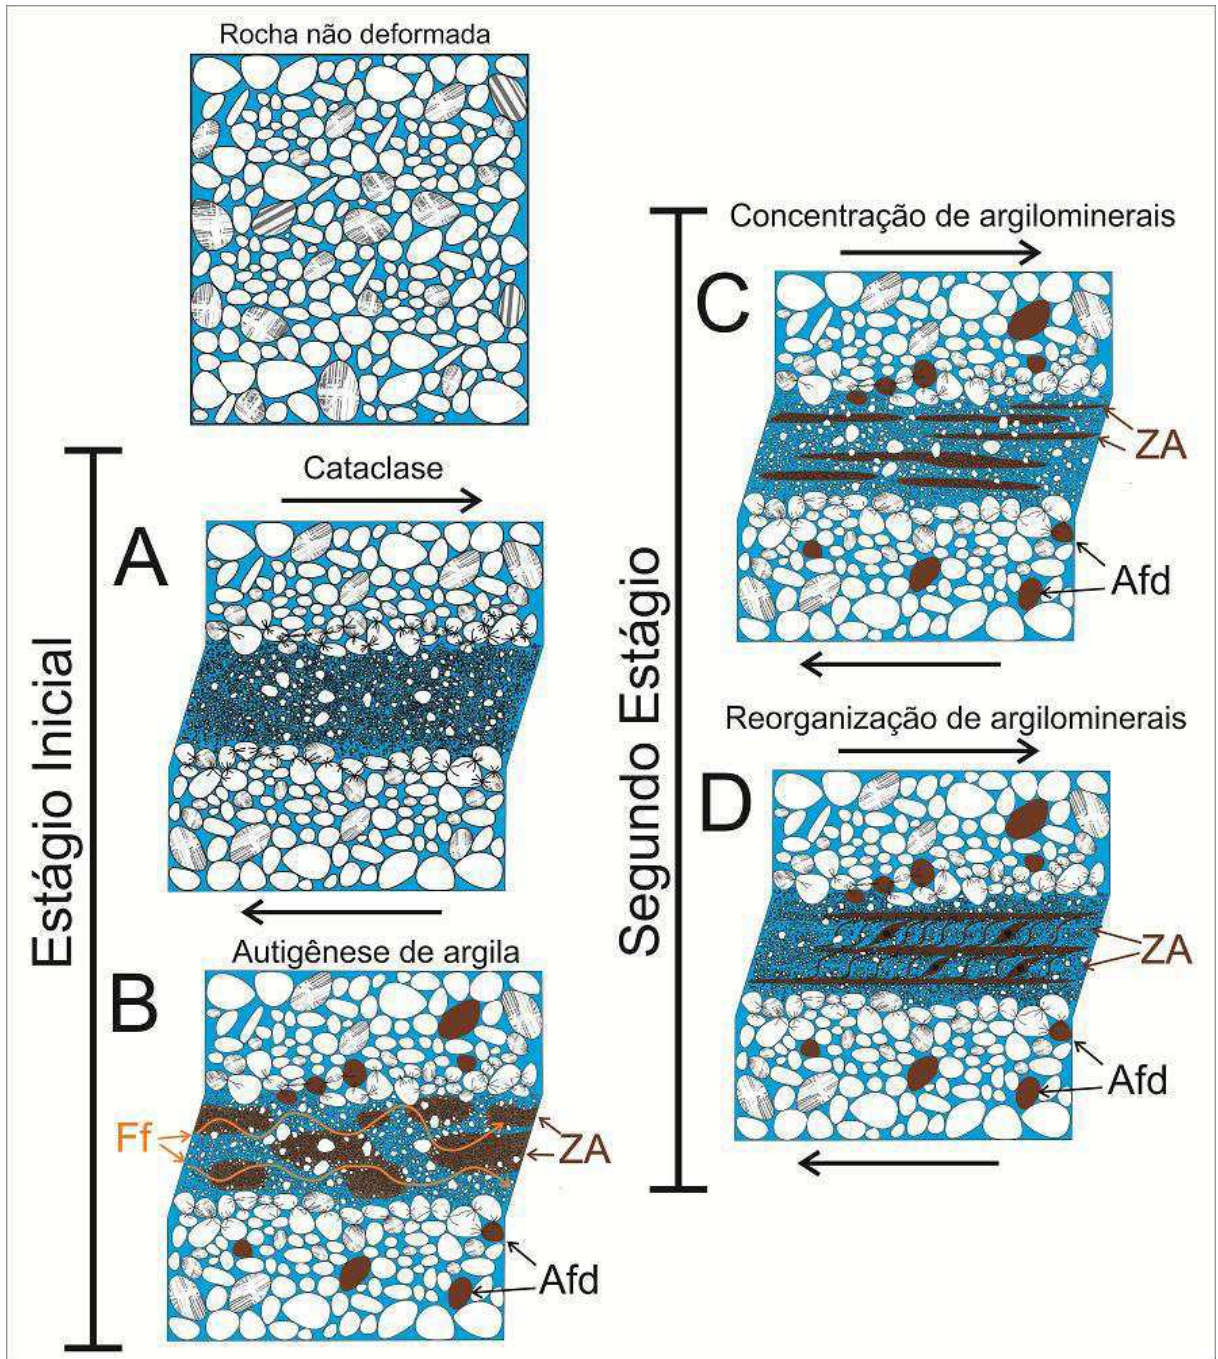 Rocha não deformada
Estágio Inicial
Cataclase
A
Autigênese de argila
B
Ff
ZA
Afd
Segundo Estágio
Concentração de argilominerais
C
ZA
Afd
Reorganização de argilominerais
D
ZA
Afd